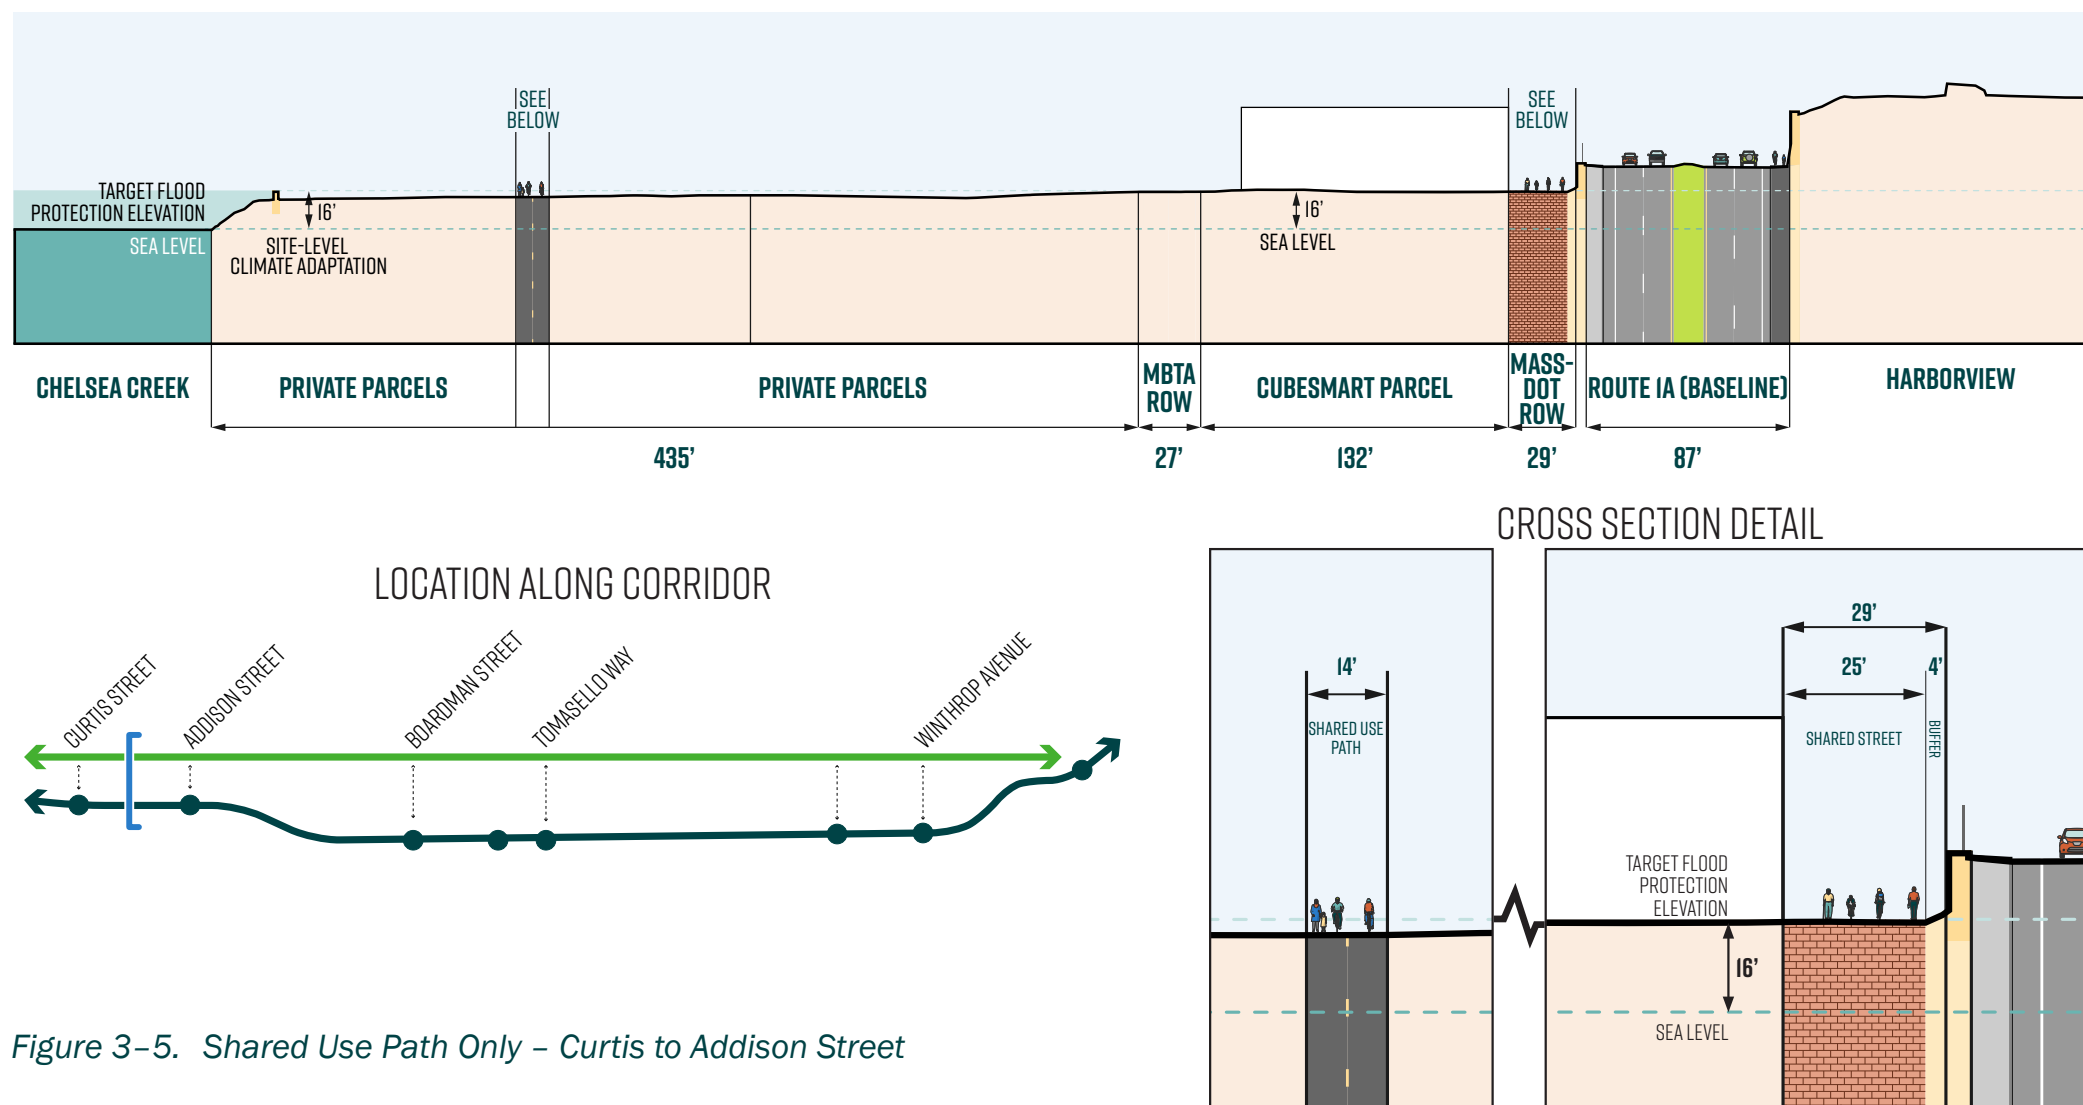 SEE
BELOW
SEE
BELOW
TARGET FLOOD
PROTECTION ELEVATION
16’
SEA LEVEL
SITE-LEVEL
CLIMATE ADAPTATION
16’
SEA LEVEL
CHELSEA CREEK
PRIVATE PARCELS
PRIVATE PARCELS
MBTA
ROW
CUBESMART PARCEL
MASS-
DOT
ROW
ROUTE 1A (BASELINE)
HARBORVIEW
435’
27’
132’
29’
87’
LOCATION ALONG CORRIDOR
CURTIS STREET
ADDISON STREET
BOARDMAN STREET
TOMASELLO WAY
WINTHROP AVENUE
CROSS SECTION DETAIL
14’
SHARED USE
PATH
29’
25’
4’
SHARED STREET
BUFFER
TARGET FLOOD
PROTECTION
ELEVATION
16’
SEA LEVEL
Figure 3–5. Shared Use Path Only – Curtis to Addison Street